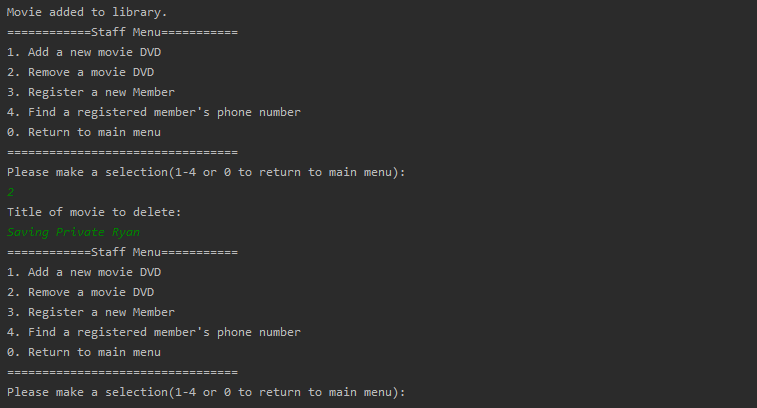 Movie added to library.
============Staff Menu===========
1. Add a new movie DVD
2. Remove a movie DVD
3. Register a new Member
4. Find a registered member's phone number
0. Return to main menu
=================================
Please make a selection(1-4 or 0 to return to main menu):
2
Title of movie to delete:
Saving Private Ryan
============Staff Menu===========
1. Add a new movie DVD
2. Remove a movie DVD
3. Register a new Member
4. Find a registered member's phone number
0. Return to main menu
=================================
Please make a selection(1-4 or 0 to return to main menu):